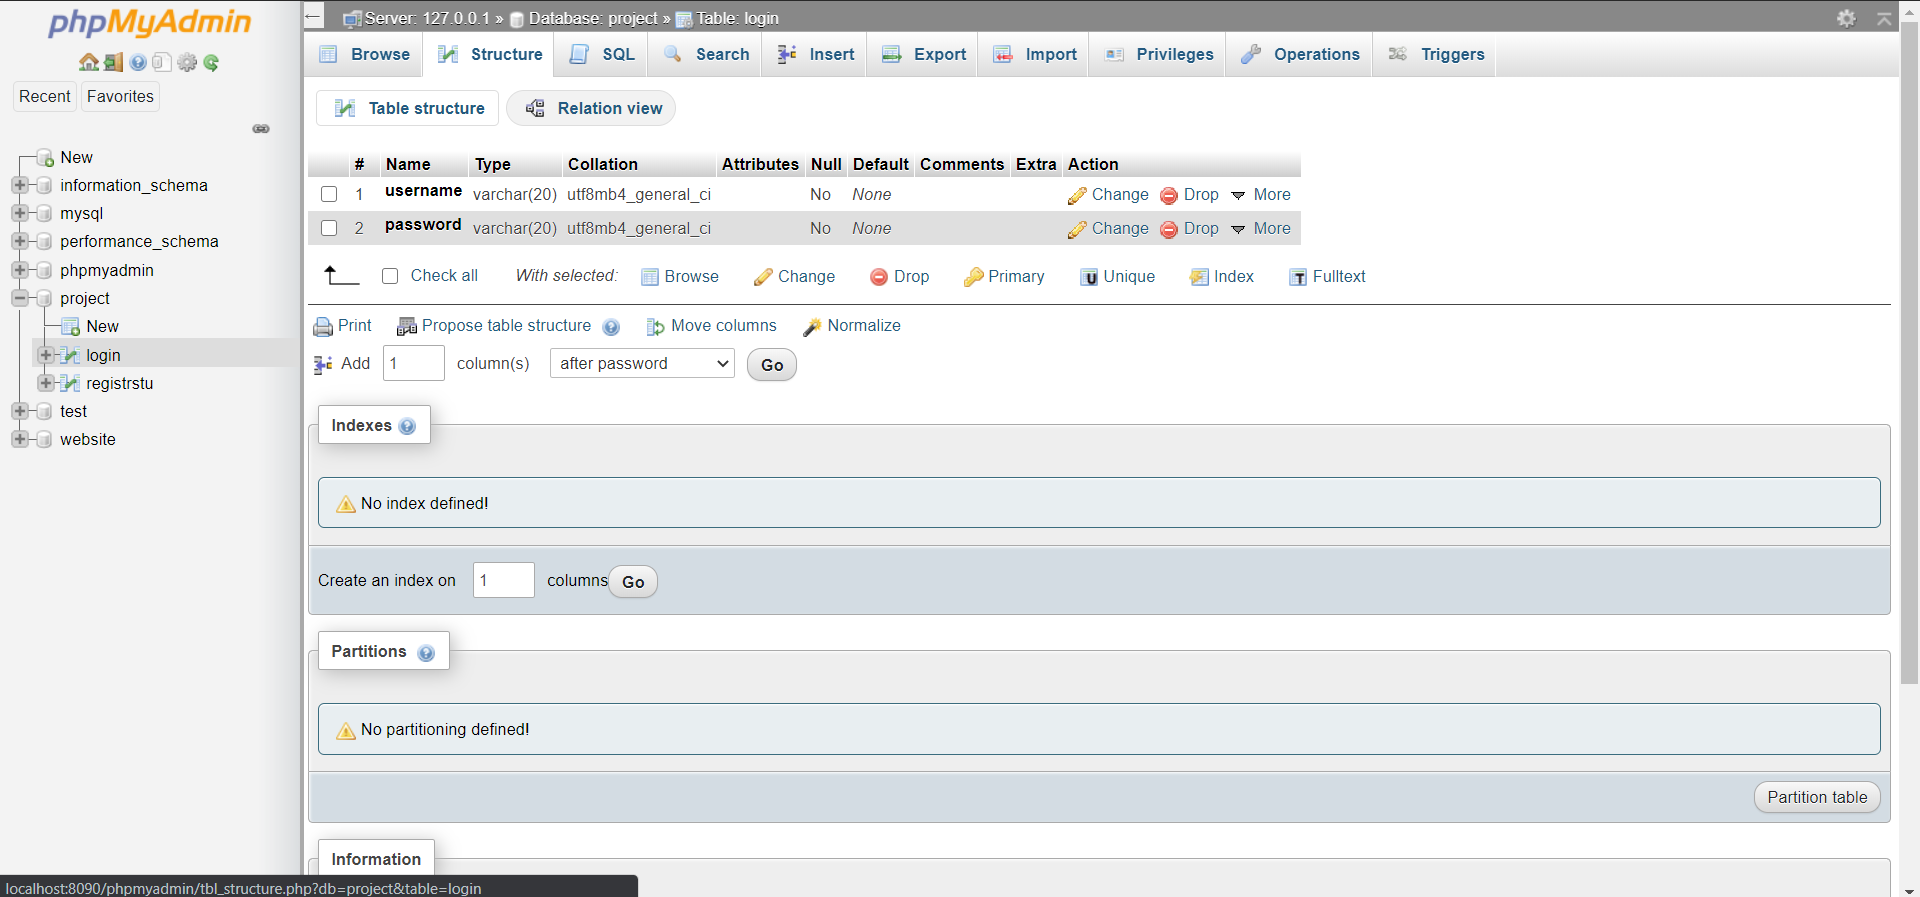 phpMyAdmin
Recent Favorites
New
information_schema
mysql
performance_schema
phpmyadmin
project
New
login
registrstu
test
website
Server: 127.0.0.1 » Database: project » Table: login
Browse Structure SQL Search Insert Export Import Privileges Operations Triggers
Table structure Relation view
# Name Type Collation Attributes Null Default Comments Extra Action
1 username varchar(20) utf8mb4_general_ci No None Change Drop More
2 password varchar(20) utf8mb4_general_ci No None Change Drop More
Check all With selected: Browse Change Drop Primary Unique Index Fulltext
Print Propose table structure Move columns Normalize
Add 1 column(s) after password Go
Indexes
No index defined!
Create an index on 1 columns Go
Partitions
No partitioning defined!
Partition table
Information
localhost:8090/phpmyadmin/tbl_structure.php?db=project&table=login